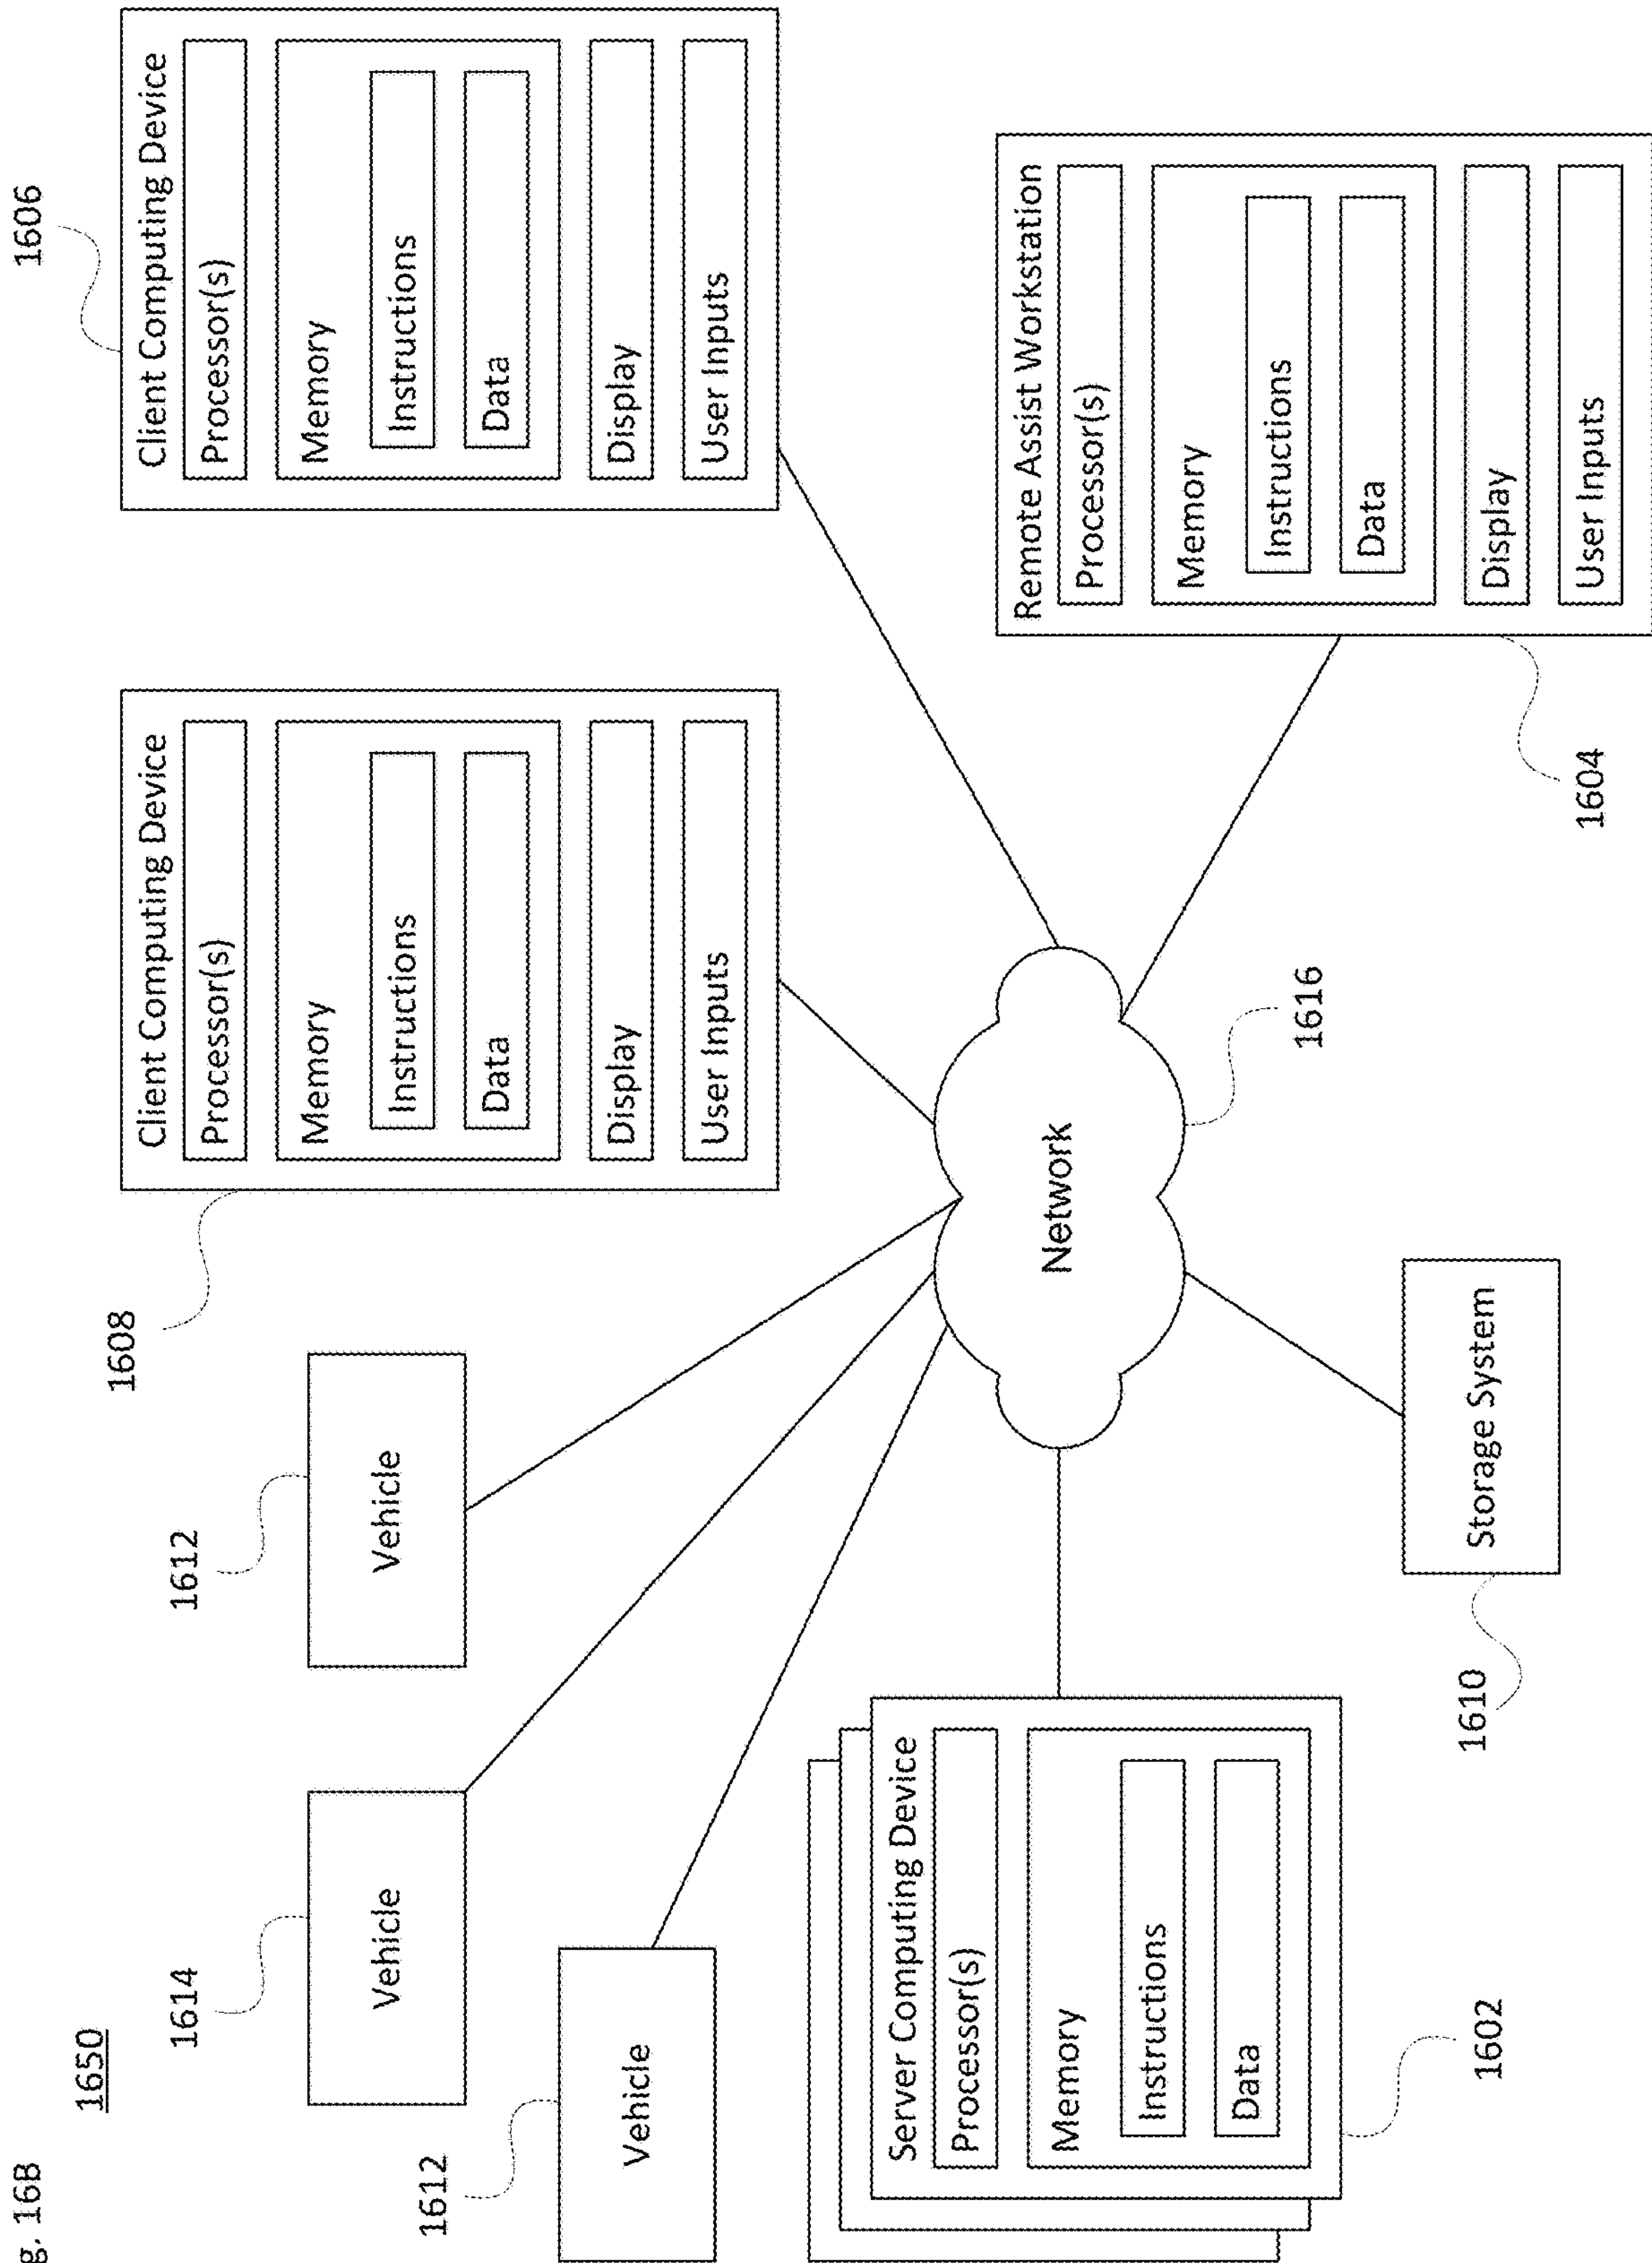 g. 16B
1650
1612
Vehicle
1614
Vehicle
1612
Vehicle
1608
Client Computing Device
Processor(s)
Memory
Instructions
Data
Display
User Inputs
1606
Client Computing Device
Processor(s)
Memory
Instructions
Data
Display
User Inputs
Server Computing Device
Processor(s)
Memory
Instructions
Data
1602
Network
1616
Storage System
1610
Remote Assist Workstation
Processor(s)
Memory
Instructions
Data
Display
User Inputs
1604